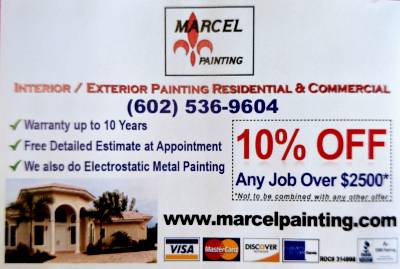 MARCEL
PAINTING
INTERIOR / EXTERIOR PAINTING RESIDENTIAL & COMMERCIAL
(602) 536-9604
✓ Warranty up to 10 Years
✓ Free Detailed Estimate at Appointment
✓ We also do Electrostatic Metal Painting
10% OFF
Any Job Over $2500*
*Not to be combined with any other offer
www.marcelpainting.com
VISA
MasterCard
DISCOVER
ROC# 314998